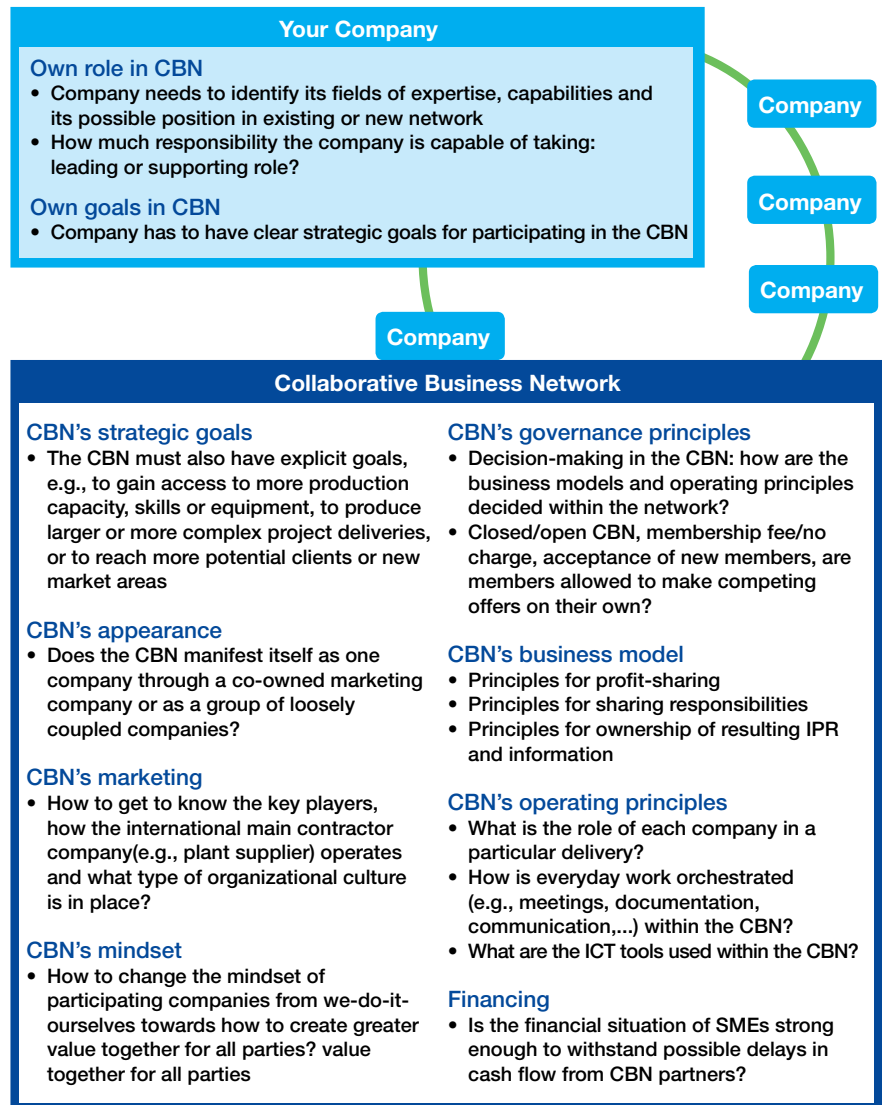 Your Company
Own role in CBN
• Company needs to identify its fields of expertise, capabilities and
its possible position in existing or new network
• How much responsibility the company is capable of taking:
leading or supporting role?
Own goals in CBN
• Company has to have clear strategic goals for participating in the CBN
Company
Company
Company
Company
Collaborative Business Network
CBN's strategic goals
• The CBN must also have explicit goals,
e.g., to gain access to more production
capacity, skills or equipment, to produce
larger or more complex project deliveries,
or to reach more potential clients or new
market areas
CBN's appearance
• Does the CBN manifest itself as one
company through a co-owned marketing
company or as a group of loosely
coupled companies?
CBN's marketing
• How to get to know the key players,
how the international main contractor
company(e.g., plant supplier) operates
and what type of organizational culture
is in place?
CBN's mindset
• How to change the mindset of
participating companies from we-do-it-
ourselves towards how to create greater
value together for all parties? value
together for all parties
CBN's governance principles
• Decision-making in the CBN: how are the
business models and operating principles
decided within the network?
• Closed/open CBN, membership fee/no
charge, acceptance of new members, are
members allowed to make competing
offers on their own?
CBN's business model
• Principles for profit-sharing
• Principles for sharing responsibilities
• Principles for ownership of resulting IPR
and information
CBN's operating principles
• What is the role of each company in a
particular delivery?
• How is everyday work orchestrated
(e.g., meetings, documentation,
communication,...) within the CBN?
• What are the ICT tools used within the CBN?
Financing
• Is the financial situation of SMEs strong
enough to withstand possible delays in
cash flow from CBN partners?